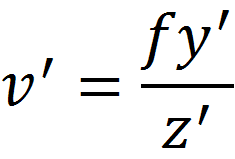 v′ = fy′/z′